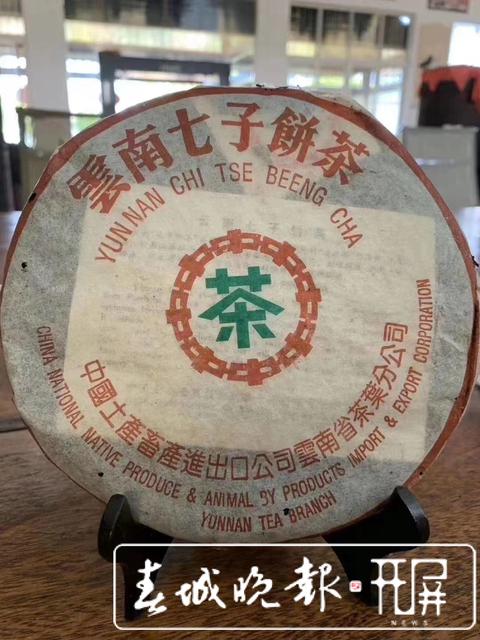 雲南七子餅茶
YUNNAN CHI TSE BEENG CHA
茶
中國土產畜產進出口公司雲南省茶葉分公司
CHINA NATIONAL NATIVE PRODUCE & ANIMAL BY PRODUCTS IMPORT & EXPORT CORPORATION
YUNNAN TEA BRANCH
春城晚報 开屏
NEWS